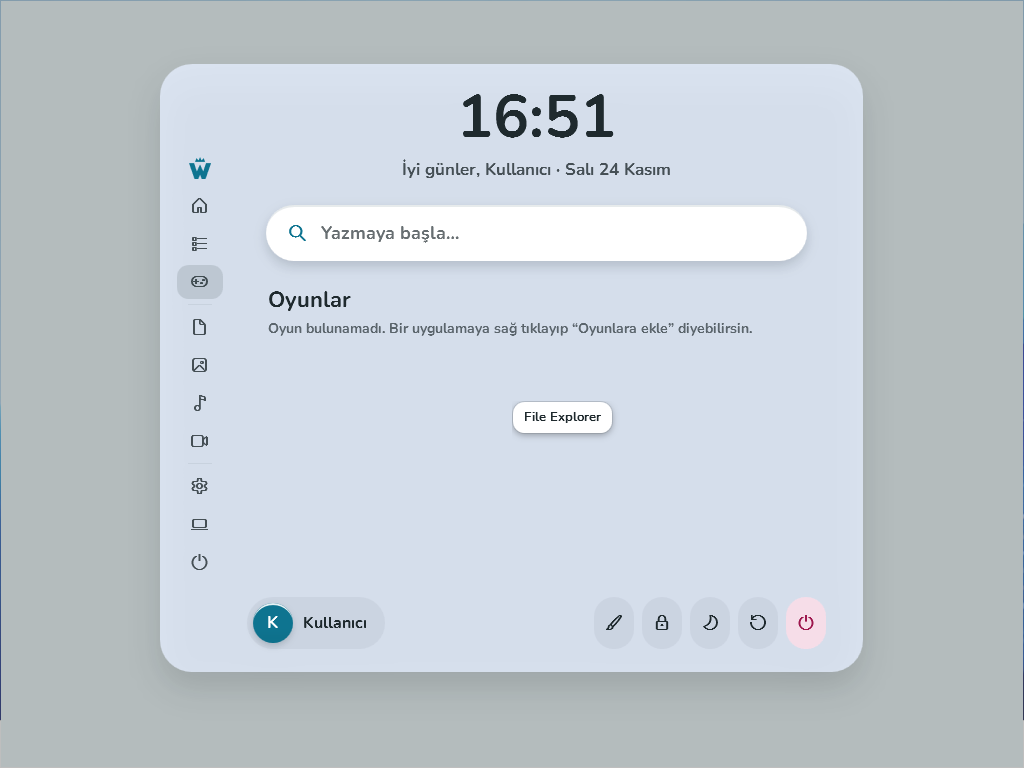 16:51
İyi günler, Kullanıcı · Salı 24 Kasım
Yazmaya başla...
Oyunlar
Oyun bulunamadı. Bir uygulamaya sağ tıklayıp “Oyunlara ekle” diyebilirsin.
File Explorer
K Kullanıcı